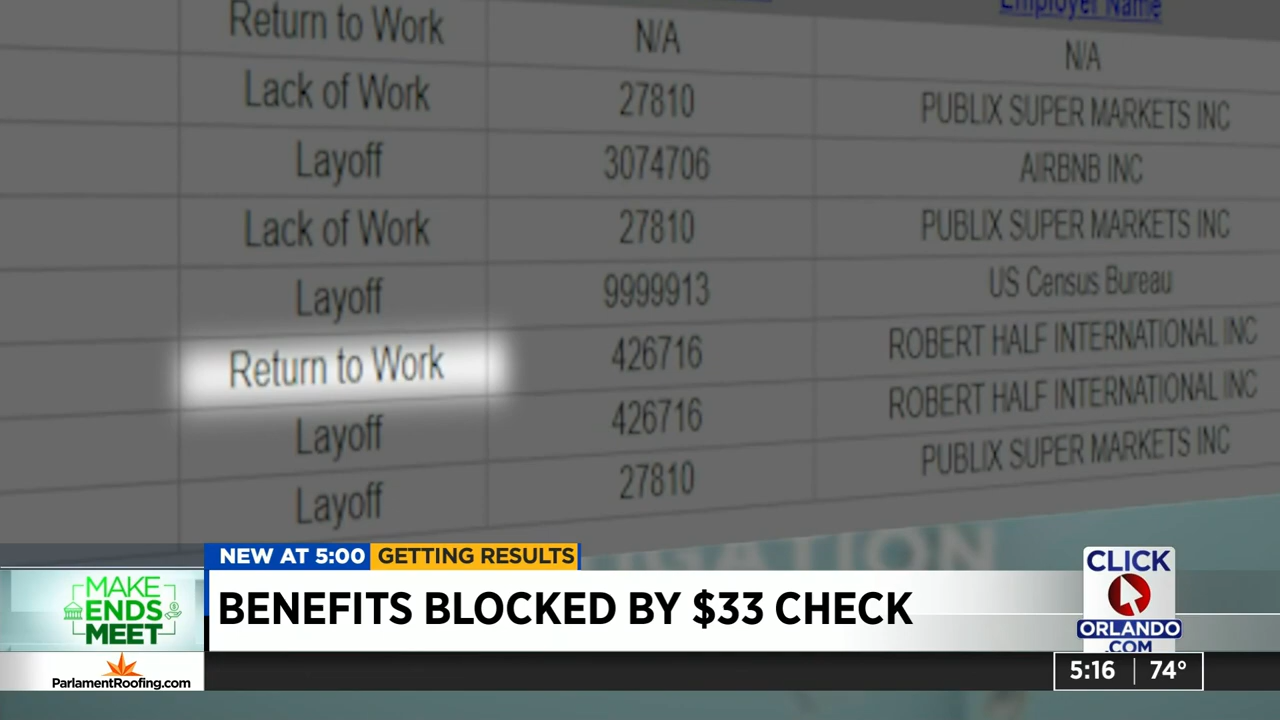 Employer Name
Return to Work N/A N/A
Lack of Work 27810 PUBLIX SUPER MARKETS INC
Layoff 3074706 AIRBNB INC
Lack of Work 27810 PUBLIX SUPER MARKETS INC
Layoff 9999913 US Census Bureau
Return to Work 426716 ROBERT HALF INTERNATIONAL INC
Layoff 426716 ROBERT HALF INTERNATIONAL INC
Layoff 27810 PUBLIX SUPER MARKETS INC
NEW AT 5:00 GETTING RESULTS
BENEFITS BLOCKED BY $33 CHECK
MAKE
ENDS
MEET
ParlamentRoofing.com
CLICK
ORLANDO
.COM
5:16 74°